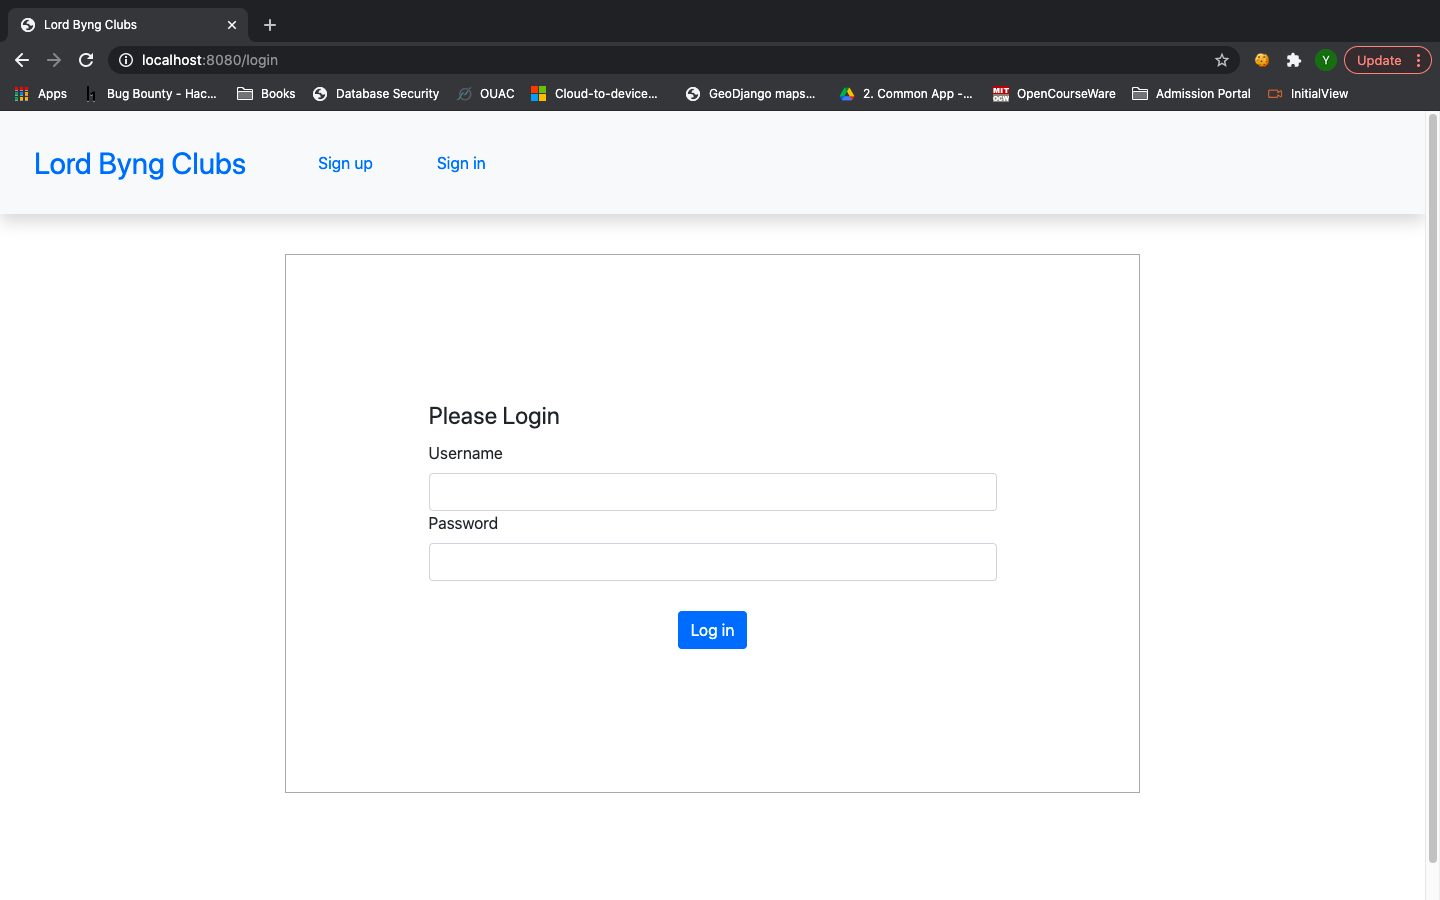 Lord Byng Clubs
localhost:8080/login
Y
Update
Apps
h Bug Bounty - Hac...
Books
Database Security
OUAC
Cloud-to-device...
GeoDjango maps...
2. Common App -...
MIT OCW OpenCourseWare
Admission Portal
InitialView
Lord Byng Clubs
Sign up
Sign in
Please Login
Username
Password
Log in